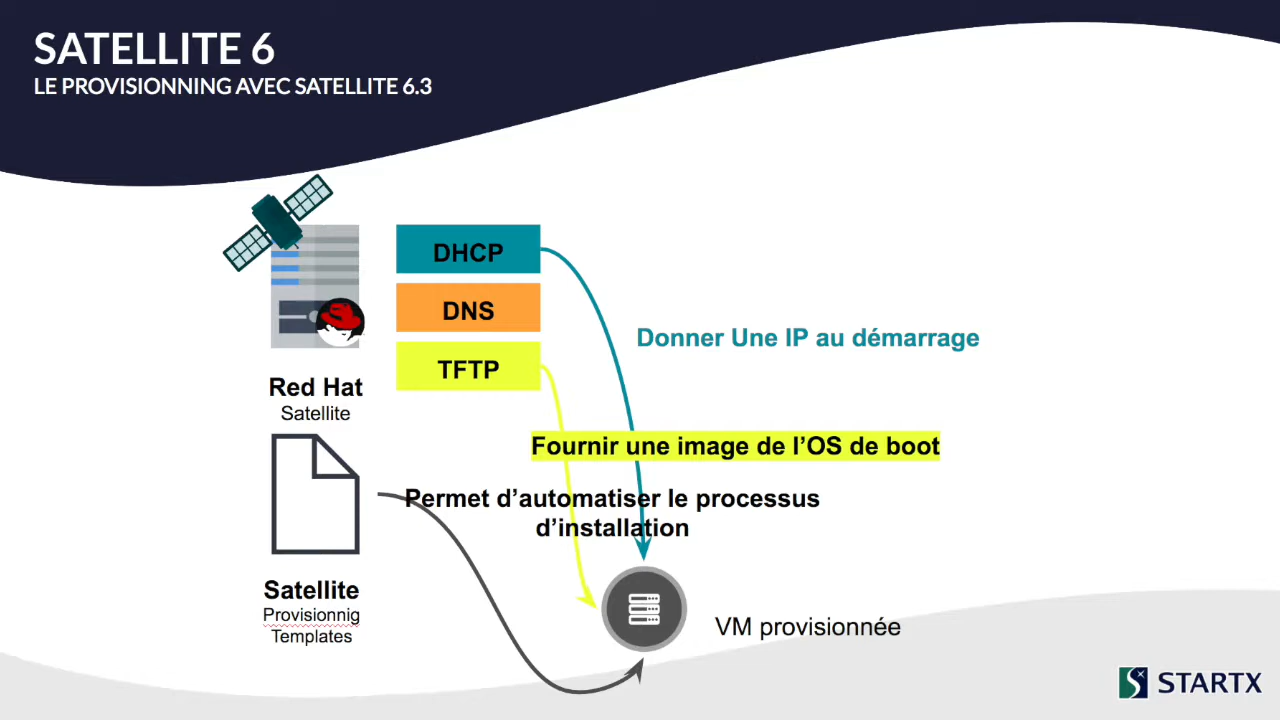 SATELLITE 6
LE PROVISIONNING AVEC SATELLITE 6.3
DHCP
DNS
TFTP
Donner Une IP au démarrage
Red Hat
Satellite
Fournir une image de l'OS de boot
Permet d'automatiser le processus
d'installation
Satellite
Provisionnig
Templates
VM provisionnée
STARTX